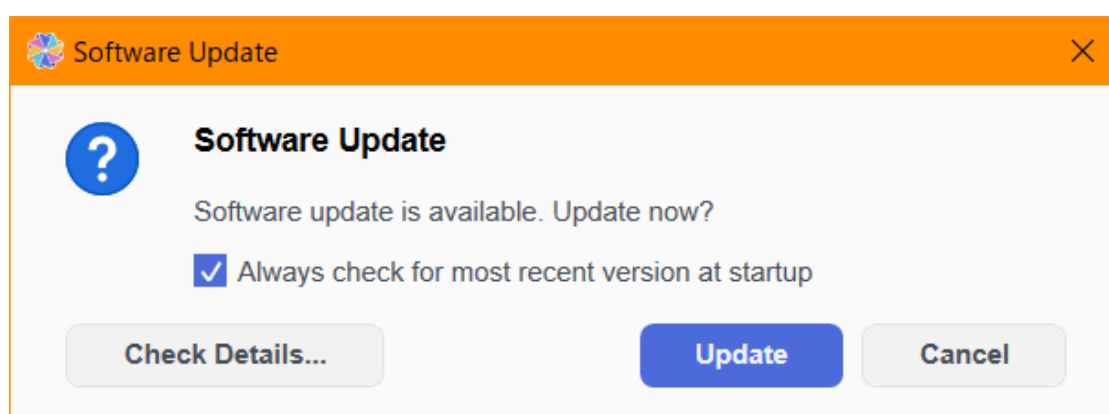 Software Update
Software Update
Software update is available. Update now?
Always check for most recent version at startup
Check Details... Update Cancel